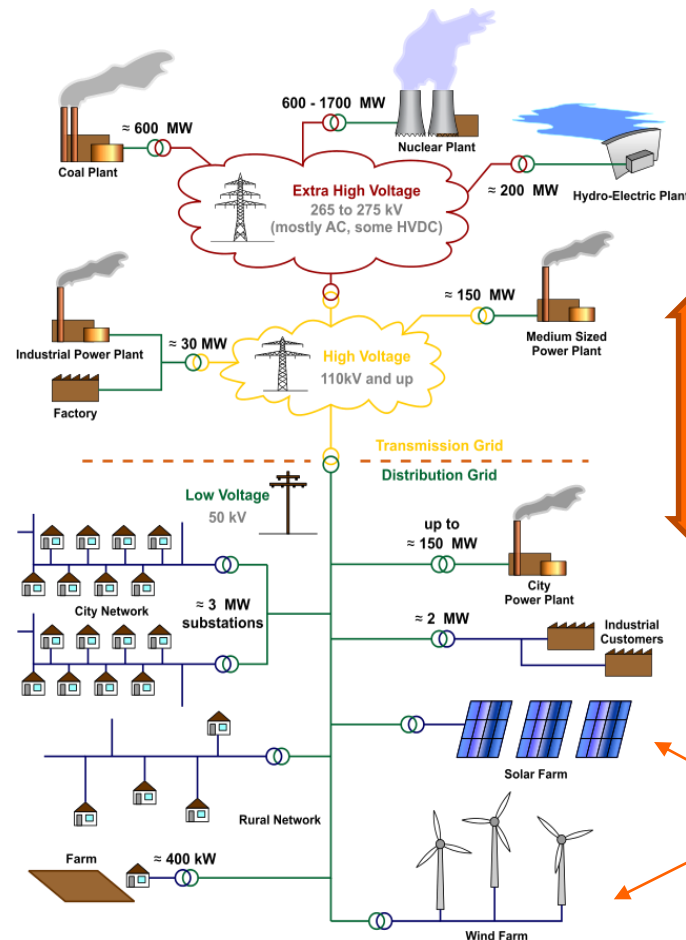 600 - 1700 MW
≈ 600 MW
Nuclear Plant
Coal Plant
Extra High Voltage
265 to 275 kV
(mostly AC, some HVDC)
≈ 200 MW
Hydro-Electric Plant
≈ 150 MW
Medium Sized
Power Plant
Industrial Power Plant
≈ 30 MW
High Voltage
110kV and up
Factory
Transmission Grid
Distribution Grid
Low Voltage
50 kV
up to
≈ 150 MW
City
Power Plant
City Network
≈ 3 MW
substations
≈ 2 MW
Industrial
Customers
Solar Farm
Rural Network
Farm
≈ 400 kW
Wind Farm